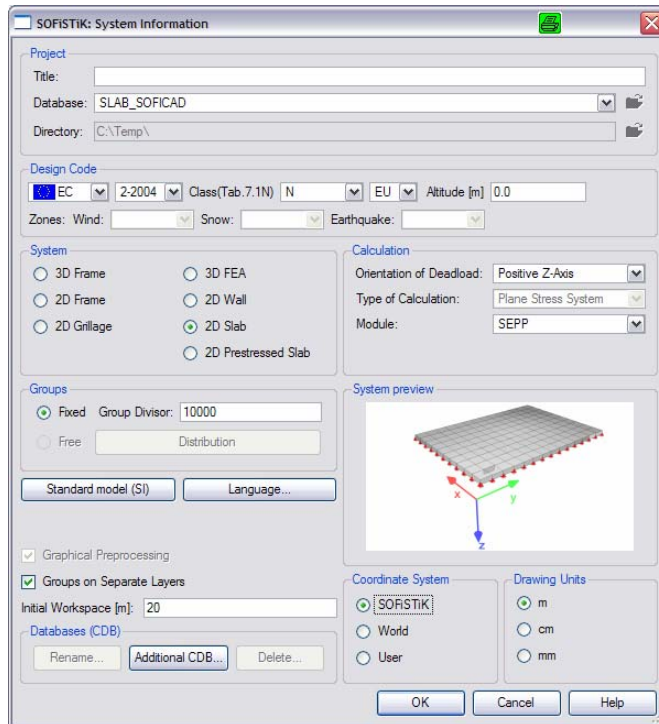 SOFiSTiK: System Information
Project
Title:
Database: SLAB_SOFICAD
Directory: C:\Temp\
Design Code
EC 2-2004 Class(Tab.7.1N) N EU Altitude [m] 0.0
Zones: Wind: Snow: Earthquake:
System
3D Frame 3D FEA
2D Frame 2D Wall
2D Grillage 2D Slab
2D Prestressed Slab
Calculation
Orientation of Deadload: Positive Z-Axis
Type of Calculation: Plane Stress System
Module: SEPP
Groups
Fixed Group Divisor: 10000
Free Distribution
System preview
x y
z
Standard model (SI) Language...
Graphical Preprocessing
Groups on Separate Layers
Initial Workspace [m]: 20
Databases (CDB)
Rename... Additional CDB... Delete...
Coordinate System
SOFiSTiK
World
User
Drawing Units
m
cm
mm
OK Cancel Help